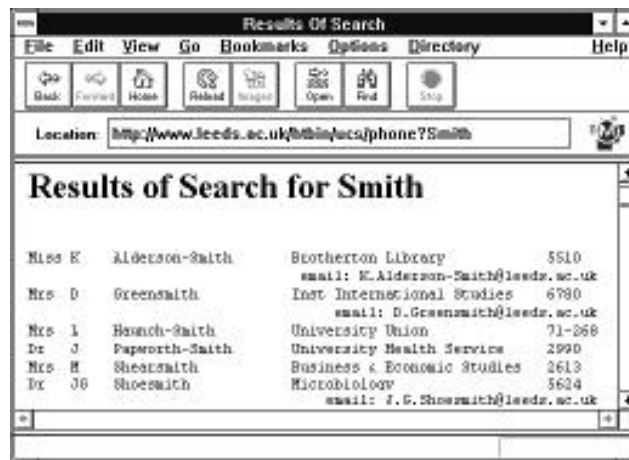 Results Of Search
File Edit View Go Bookmarks Options Directory Help
Back Forward Home Reload Images Open Find Stop
Location: http://www.leeds.ac.uk/htbin/ucs/phone?Smith
Results of Search for Smith
Miss K Alderson-Smith Brotherton Library 5510
email: K.Alderson-Smith@leeds.ac.uk
Mrs D Greensmith Inst International Studies 6780
email: D.Greensmith@leeds.ac.uk
Mrs L Haunch-Smith University Union 71-268
Dr J Papworth-Smith University Health Service 2990
Mrs M Shearsmith Business & Economic Studies 2613
Dr JG Shoesmith Microbiology 5624
email: J.G.Shoesmith@leeds.ac.uk